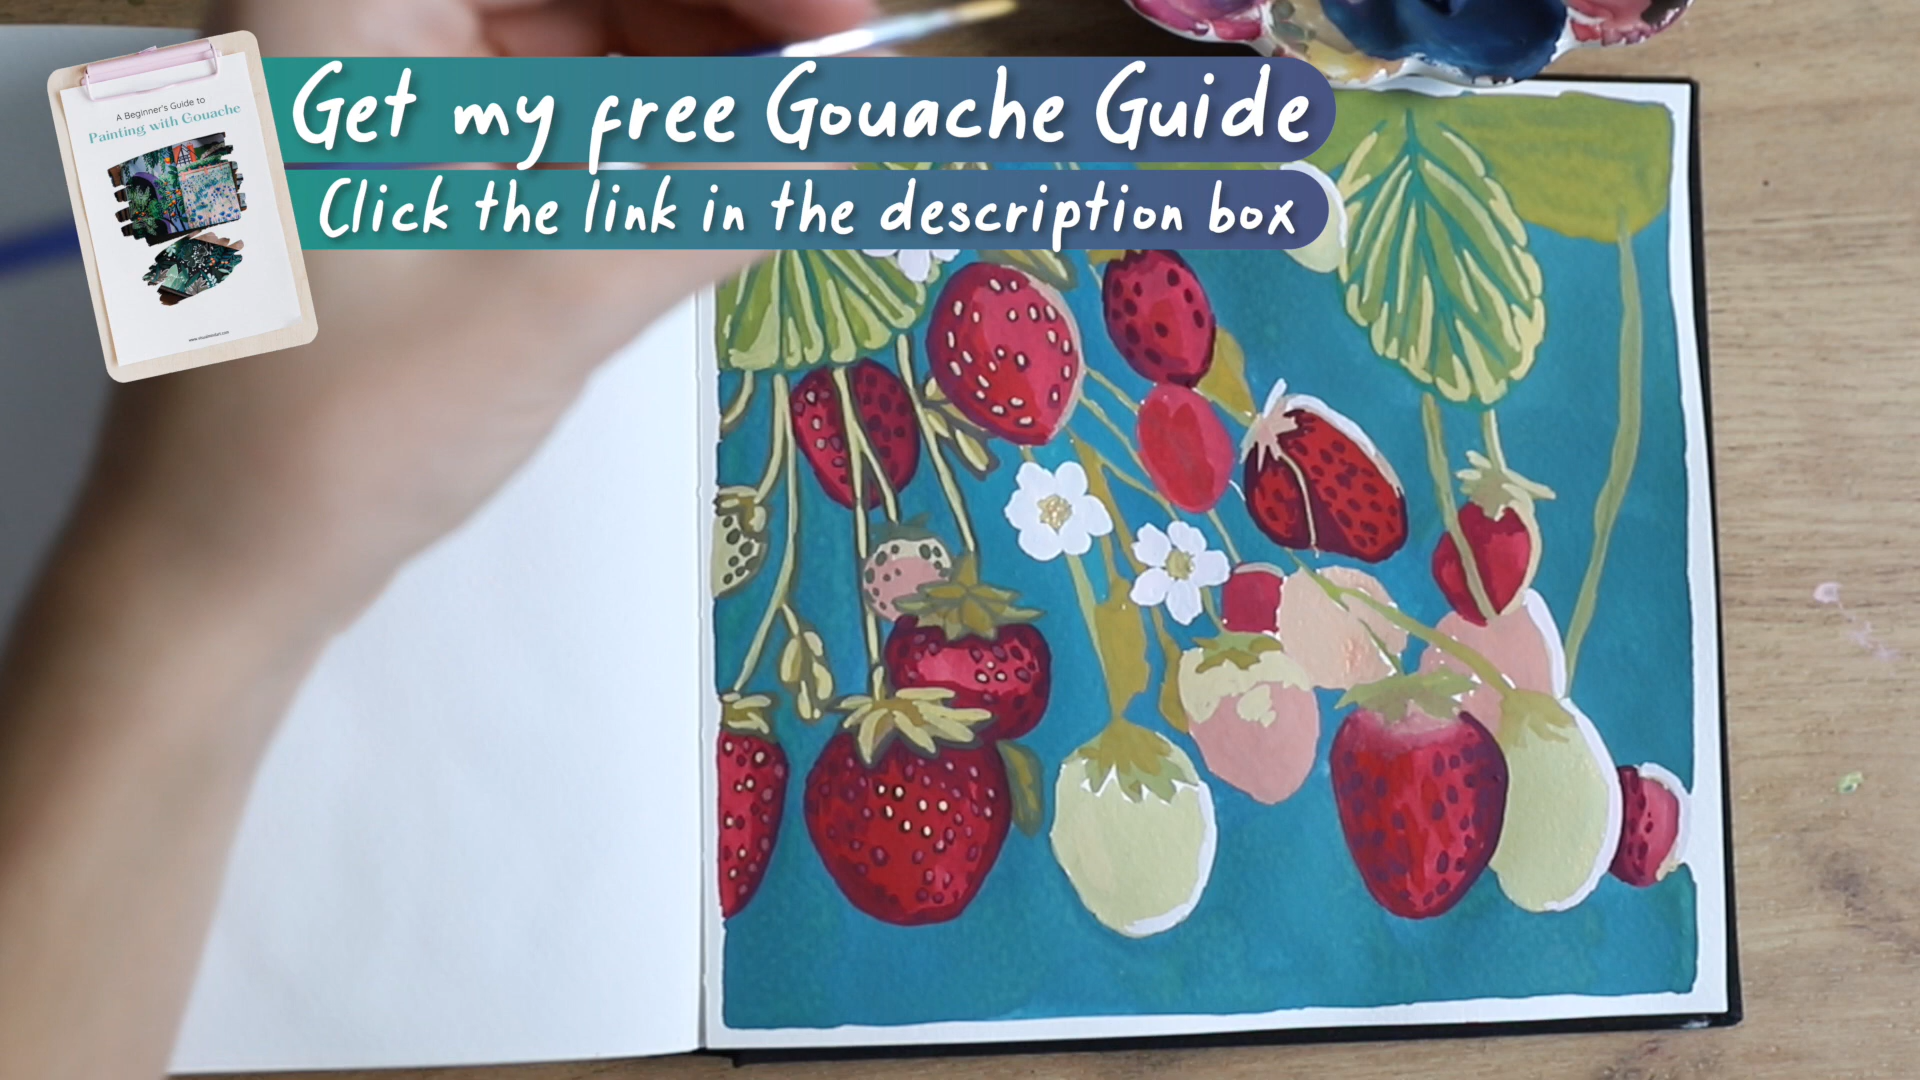 Get my free Gouache Guide
Click the link in the description box
A Beginner's Guide to
Painting with Gouache